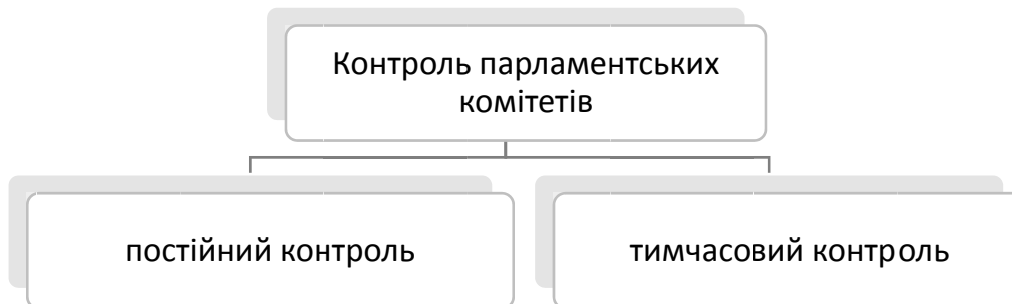 Контроль парламентських
комітетів
постійний контроль
тимчасовий контроль